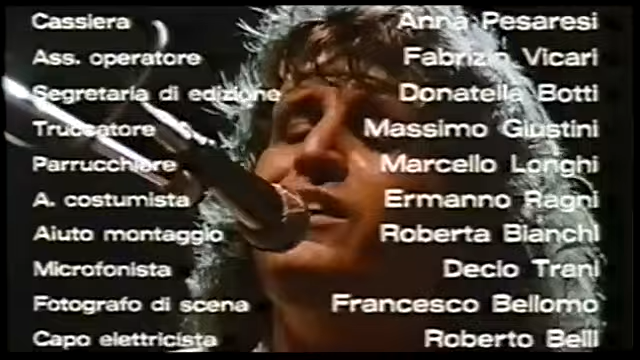 Cassiera Anna Pesaresi
Ass. operatore Fabrizio Vicari
Segretaria di edizione Donatella Botti
Truccatore Massimo Giustini
Parrucchiere Marcello Longhi
A. costumista Ermanno Ragni
Aiuto montaggio Roberta Bianchi
Microfonista Decio Trani
Fotografo di scena Francesco Bellomo
Capo elettricista Roberto Belli